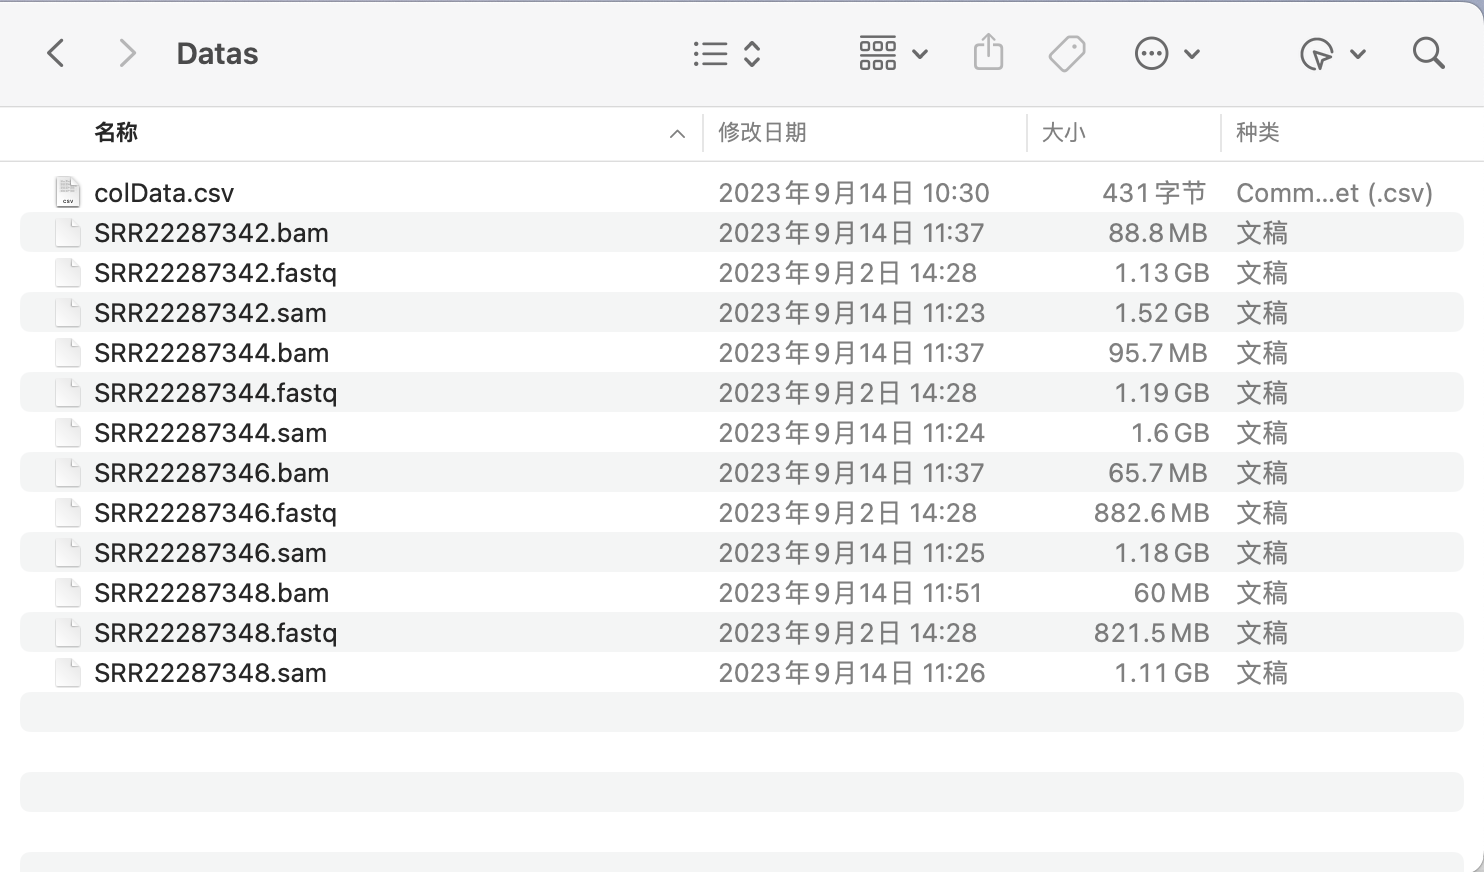 Datas
名称 修改日期 大小 种类
CSV
colData.csv 2023年9月14日 10:30 431字节 Comm...et (.csv)
SRR22287342.bam 2023年9月14日 11:37 88.8 MB 文稿
SRR22287342.fastq 2023年9月2日 14:28 1.13 GB 文稿
SRR22287342.sam 2023年9月14日 11:23 1.52 GB 文稿
SRR22287344.bam 2023年9月14日 11:37 95.7 MB 文稿
SRR22287344.fastq 2023年9月2日 14:28 1.19 GB 文稿
SRR22287344.sam 2023年9月14日 11:24 1.6 GB 文稿
SRR22287346.bam 2023年9月14日 11:37 65.7 MB 文稿
SRR22287346.fastq 2023年9月2日 14:28 882.6 MB 文稿
SRR22287346.sam 2023年9月14日 11:25 1.18 GB 文稿
SRR22287348.bam 2023年9月14日 11:51 60 MB 文稿
SRR22287348.fastq 2023年9月2日 14:28 821.5 MB 文稿
SRR22287348.sam 2023年9月14日 11:26 1.11 GB 文稿